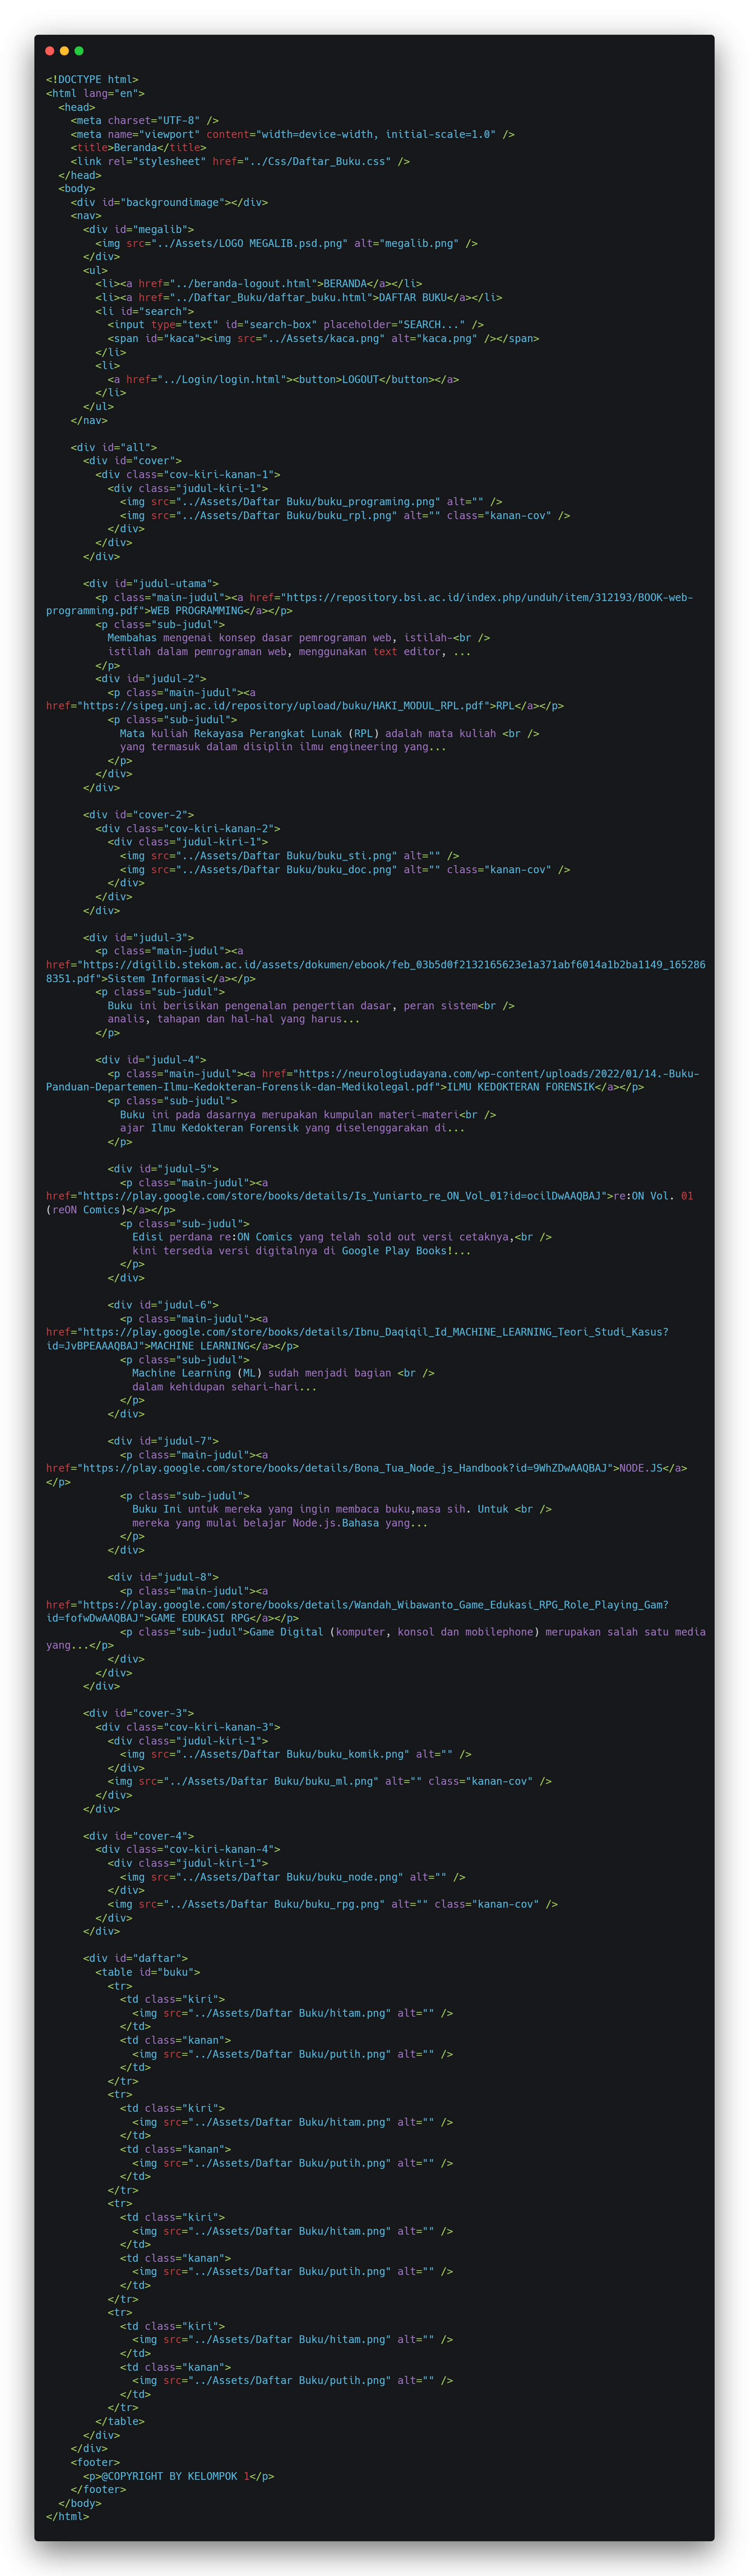 <!DOCTYPE html>
<html lang="en">
  <head>
    <meta charset="UTF-8" />
    <meta name="viewport" content="width=device-width, initial-scale=1.0" />
    <title>Beranda</title>
    <link rel="stylesheet" href="../Css/Daftar_Buku.css" />
  </head>
  <body>
    <div id="backgroundimage"></div>
    <nav>
      <div id="megalib">
        <img src="../Assets/LOGO MEGALIB.psd.png" alt="megalib.png" />
      </div>
      <ul>
        <li><a href="../beranda-logout.html">BERANDA</a></li>
        <li><a href="../Daftar_Buku/daftar_buku.html">DAFTAR BUKU</a></li>
        <li id="search">
          <input type="text" id="search-box" placeholder="SEARCH..." />
          <span id="kaca"><img src="../Assets/kaca.png" alt="kaca.png" /></span>
        </li>
        <li>
          <a href="../Login/login.html"><button>LOGOUT</button></a>
        </li>
      </ul>
    </nav>

    <div id="all">
      <div id="cover">
        <div class="cov-kiri-kanan-1">
          <div class="judul-kiri-1">
            <img src="../Assets/Daftar Buku/buku_programing.png" alt="" />
            <img src="../Assets/Daftar Buku/buku_rpl.png" alt="" class="kanan-cov" />
          </div>
        </div>
      </div>

      <div id="judul-utama">
        <p class="main-judul"><a href="https://repository.bsi.ac.id/index.php/unduh/item/312193/BOOK-web-
programming.pdf">WEB PROGRAMMING</a></p>
        <p class="sub-judul">
          Membahas mengenai konsep dasar pemrograman web, istilah-<br />
          istilah dalam pemrograman web, menggunakan text editor, ...
        </p>
        <div id="judul-2">
          <p class="main-judul"><a
href="https://sipeg.unj.ac.id/repository/upload/buku/HAKI_MODUL_RPL.pdf">RPL</a></p>
          <p class="sub-judul">
            Mata kuliah Rekayasa Perangkat Lunak (RPL) adalah mata kuliah <br />
            yang termasuk dalam disiplin ilmu engineering yang...
          </p>
        </div>
      </div>

      <div id="cover-2">
        <div class="cov-kiri-kanan-2">
          <div class="judul-kiri-1">
            <img src="../Assets/Daftar Buku/buku_sti.png" alt="" />
            <img src="../Assets/Daftar Buku/buku_doc.png" alt="" class="kanan-cov" />
          </div>
        </div>
      </div>

      <div id="judul-3">
        <p class="main-judul"><a
href="https://digilib.stekom.ac.id/assets/dokumen/ebook/feb_03b5d0f2132165623e1a371abf6014a1b2ba1149_165286
8351.pdf">Sistem Informasi</a></p>
        <p class="sub-judul">
          Buku ini berisikan pengenalan pengertian dasar, peran sistem<br />
          analis, tahapan dan hal-hal yang harus...
        </p>

        <div id="judul-4">
          <p class="main-judul"><a href="https://neurologiudayana.com/wp-content/uploads/2022/01/14.-Buku-
Panduan-Departemen-Ilmu-Kedokteran-Forensik-dan-Medikolegal.pdf">ILMU KEDOKTERAN FORENSIK</a></p>
          <p class="sub-judul">
            Buku ini pada dasarnya merupakan kumpulan materi-materi<br />
            ajar Ilmu Kedokteran Forensik yang diselenggarakan di...
          </p>

          <div id="judul-5">
            <p class="main-judul"><a
href="https://play.google.com/store/books/details/Is_Yuniarto_re_ON_Vol_01?id=ocilDwAAQBAJ">re:ON Vol. 01
(reON Comics)</a></p>
            <p class="sub-judul">
              Edisi perdana re:ON Comics yang telah sold out versi cetaknya,<br />
              kini tersedia versi digitalnya di Google Play Books!...
            </p>
          </div>

          <div id="judul-6">
            <p class="main-judul"><a
href="https://play.google.com/store/books/details/Ibnu_Daqiqil_Id_MACHINE_LEARNING_Teori_Studi_Kasus?
id=JvBPEAAAQBAJ">MACHINE LEARNING</a></p>
            <p class="sub-judul">
              Machine Learning (ML) sudah menjadi bagian <br />
              dalam kehidupan sehari-hari...
            </p>
          </div>

          <div id="judul-7">
            <p class="main-judul"><a
href="https://play.google.com/store/books/details/Bona_Tua_Node_js_Handbook?id=9WhZDwAAQBAJ">NODE.JS</a>
</p>
            <p class="sub-judul">
              Buku Ini untuk mereka yang ingin membaca buku,masa sih. Untuk <br />
              mereka yang mulai belajar Node.js.Bahasa yang...
            </p>
          </div>

          <div id="judul-8">
            <p class="main-judul"><a
href="https://play.google.com/store/books/details/Wandah_Wibawanto_Game_Edukasi_RPG_Role_Playing_Gam?
id=fofwDwAAQBAJ">GAME EDUKASI RPG</a></p>
            <p class="sub-judul">Game Digital (komputer, konsol dan mobilephone) merupakan salah satu media
yang...</p>
          </div>
        </div>
      </div>

      <div id="cover-3">
        <div class="cov-kiri-kanan-3">
          <div class="judul-kiri-1">
            <img src="../Assets/Daftar Buku/buku_komik.png" alt="" />
          </div>
          <img src="../Assets/Daftar Buku/buku_ml.png" alt="" class="kanan-cov" />
        </div>
      </div>

      <div id="cover-4">
        <div class="cov-kiri-kanan-4">
          <div class="judul-kiri-1">
            <img src="../Assets/Daftar Buku/buku_node.png" alt="" />
          </div>
          <img src="../Assets/Daftar Buku/buku_rpg.png" alt="" class="kanan-cov" />
        </div>
      </div>

      <div id="daftar">
        <table id="buku">
          <tr>
            <td class="kiri">
              <img src="../Assets/Daftar Buku/hitam.png" alt="" />
            </td>
            <td class="kanan">
              <img src="../Assets/Daftar Buku/putih.png" alt="" />
            </td>
          </tr>
          <tr>
            <td class="kiri">
              <img src="../Assets/Daftar Buku/hitam.png" alt="" />
            </td>
            <td class="kanan">
              <img src="../Assets/Daftar Buku/putih.png" alt="" />
            </td>
          </tr>
          <tr>
            <td class="kiri">
              <img src="../Assets/Daftar Buku/hitam.png" alt="" />
            </td>
            <td class="kanan">
              <img src="../Assets/Daftar Buku/putih.png" alt="" />
            </td>
          </tr>
          <tr>
            <td class="kiri">
              <img src="../Assets/Daftar Buku/hitam.png" alt="" />
            </td>
            <td class="kanan">
              <img src="../Assets/Daftar Buku/putih.png" alt="" />
            </td>
          </tr>
        </table>
      </div>
    </div>
    <footer>
      <p>@COPYRIGHT BY KELOMPOK 1</p>
    </footer>
  </body>
</html>